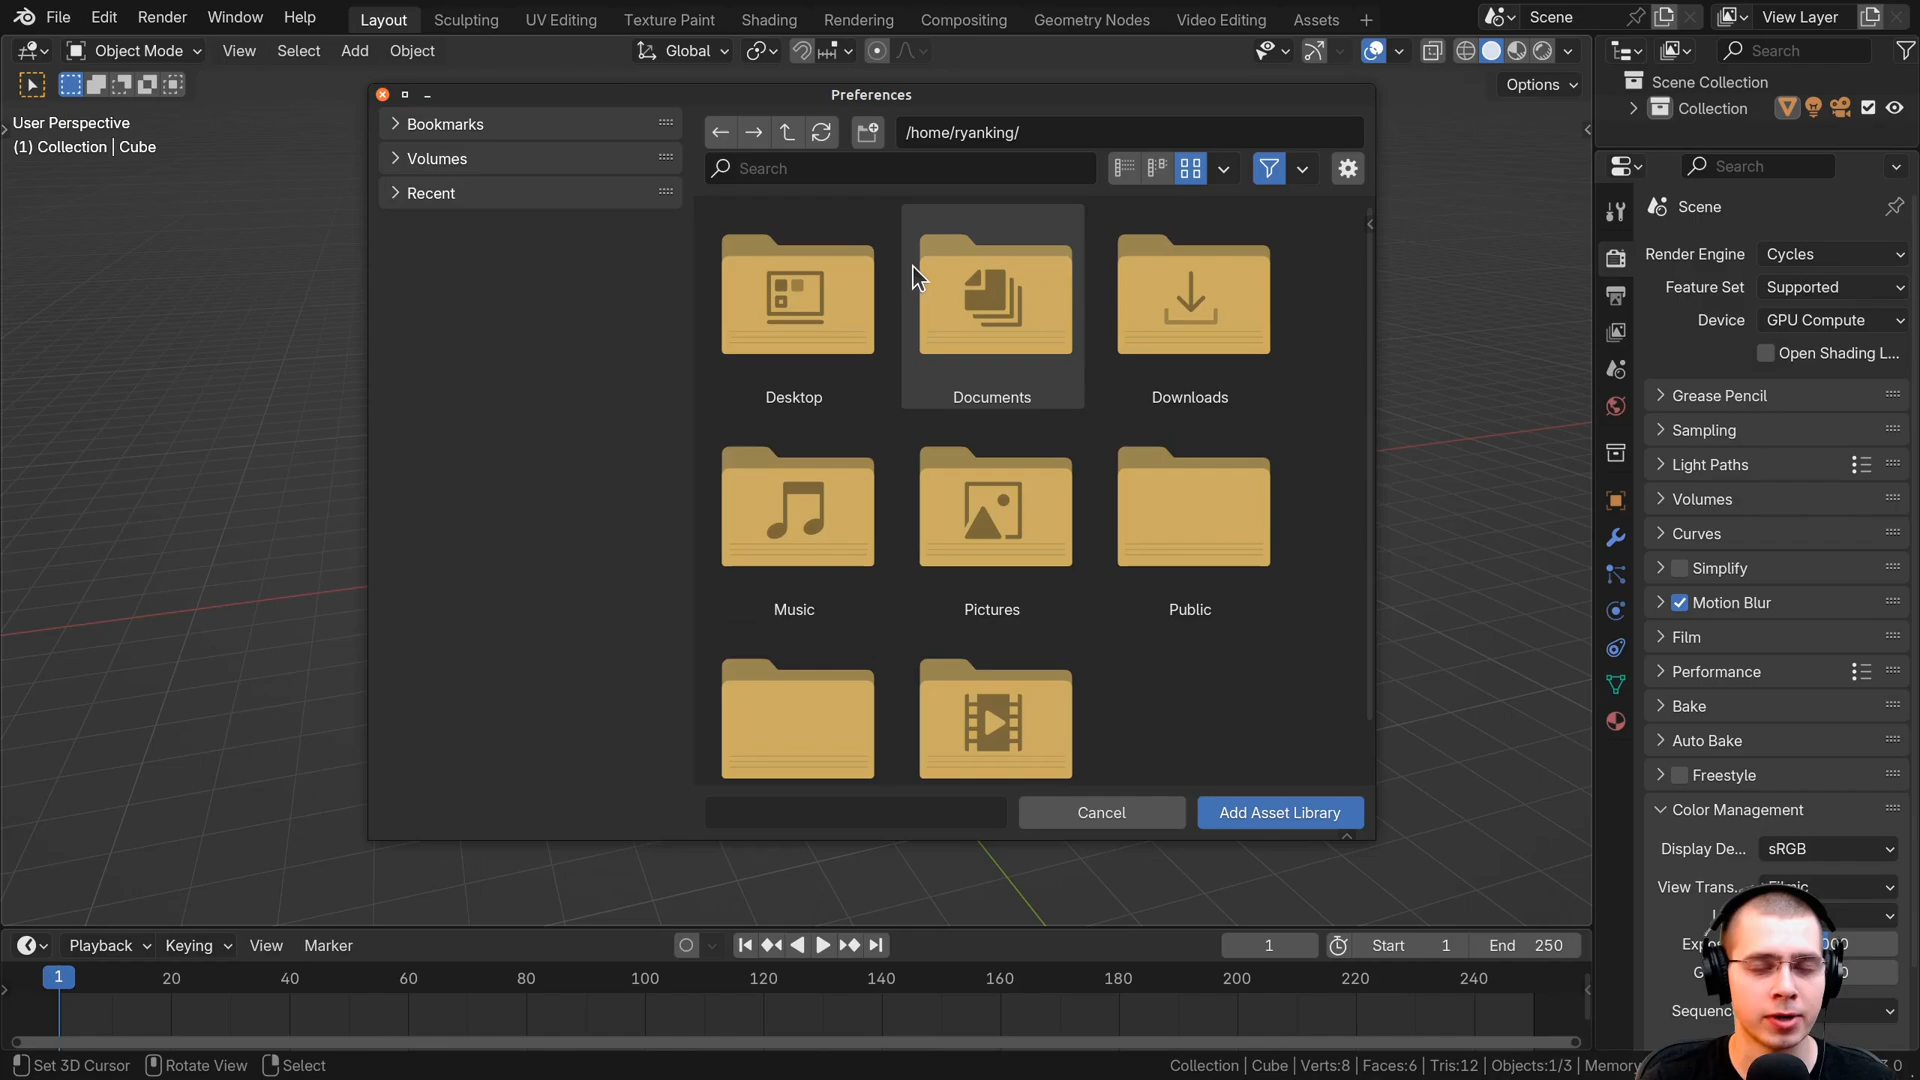 File Edit Render Window Help Layout Sculpting UV Editing Texture Paint Shading Rendering Compositing Geometry Nodes Video Editing Assets Scene View Layer
Object Mode View Select Add Object Global Search
Options
User Perspective
(1) Collection | Cube
Scene Collection
Collection
Preferences
Bookmarks
Volumes
Recent
/home/ryanking/
Search
Desktop
Documents
Downloads
Music
Pictures
Public
Cancel
Add Asset Library
Search
Scene
Render Engine Cycles
Feature Set Supported
Device GPU Compute
Open Shading L...
Grease Pencil
Sampling
Light Paths
Volumes
Curves
Simplify
Motion Blur
Film
Performance
Bake
Auto Bake
Freestyle
Color Management
Display De... sRGB
View Trans... Filmic
Playback Keying View Marker 1 Start 1 End 250
1 20 40 60 80 100 120 140 160 180 200 220 240
Set 3D Cursor Rotate View Select Collection | Cube | Verts:8 | Faces:6 | Tris:12 | Objects:1/3 | Memory